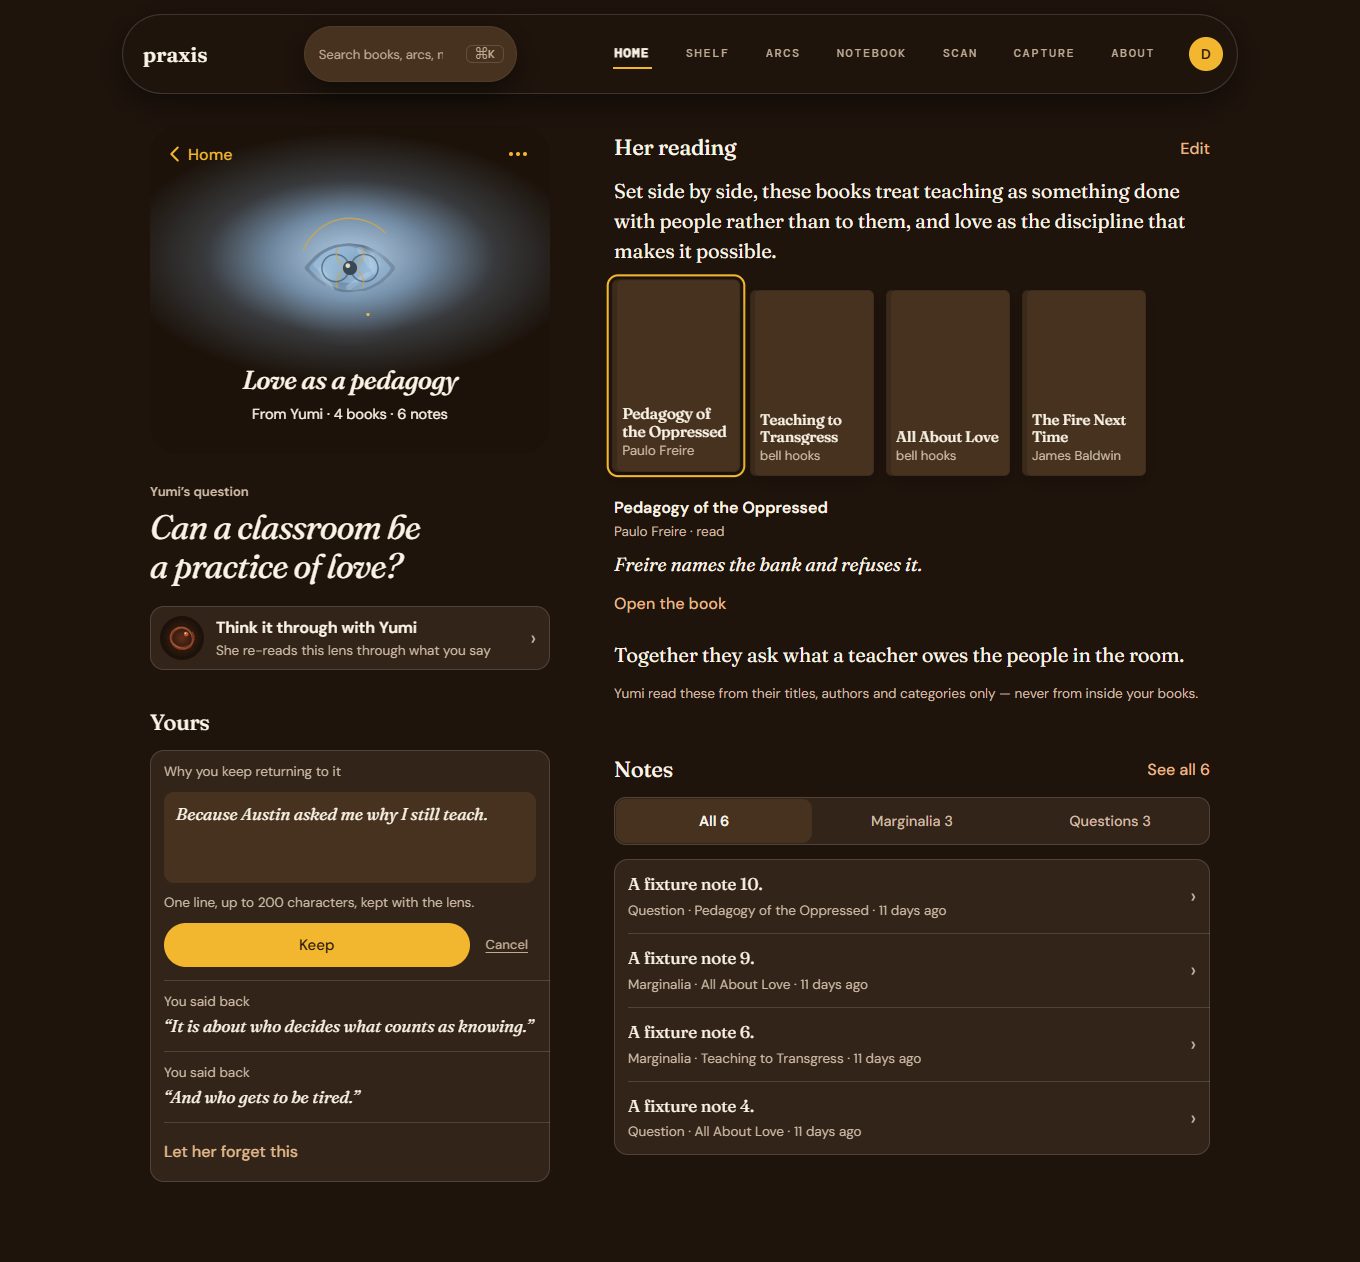 praxis
Search books, arcs, n
⌘K
HOME
SHELF
ARCS
NOTEBOOK
SCAN
CAPTURE
ABOUT
D
Home
Love as a pedagogy
From Yumi · 4 books · 6 notes
Yumi’s question
Can a classroom be
a practice of love?
Think it through with Yumi
She re-reads this lens through what you say
Yours
Why you keep returning to it
Because Austin asked me why I still teach.
One line, up to 200 characters, kept with the lens.
Keep
Cancel
You said back
“It is about who decides what counts as knowing.”
You said back
“And who gets to be tired.”
Let her forget this
Her reading
Edit
Set side by side, these books treat teaching as something done
with people rather than to them, and love as the discipline that
makes it possible.
Pedagogy of
the Oppressed
Paulo Freire
Teaching to
Transgress
bell hooks
All About Love
bell hooks
The Fire Next
Time
James Baldwin
Pedagogy of the Oppressed
Paulo Freire · read
Freire names the bank and refuses it.
Open the book
Together they ask what a teacher owes the people in the room.
Yumi read these from their titles, authors and categories only — never from inside your books.
Notes
See all 6
All 6
Marginalia 3
Questions 3
A fixture note 10.
Question · Pedagogy of the Oppressed · 11 days ago
A fixture note 9.
Marginalia · All About Love · 11 days ago
A fixture note 6.
Marginalia · Teaching to Transgress · 11 days ago
A fixture note 4.
Question · All About Love · 11 days ago